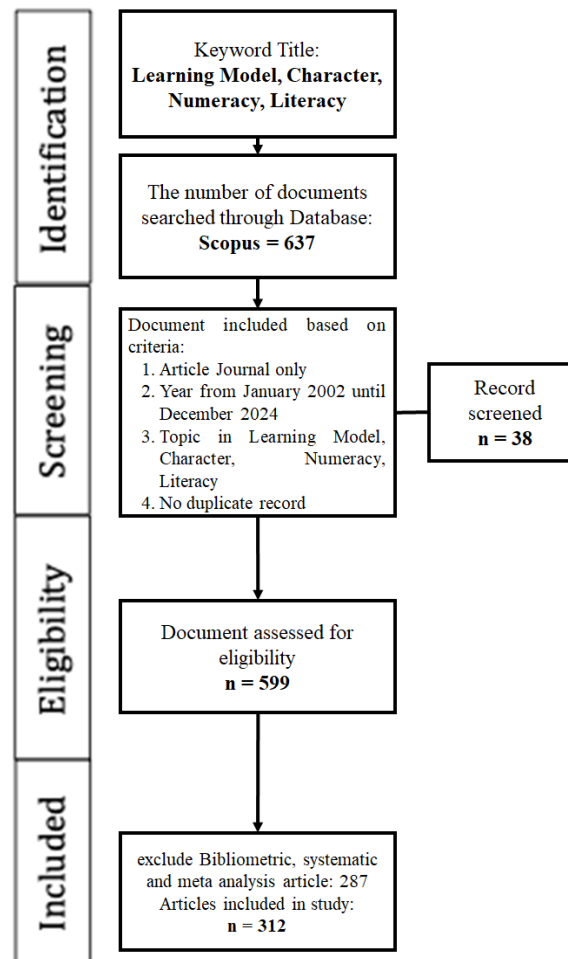 Identification
Keyword Title:
Learning Model, Character,
Numeracy, Literacy
The number of documents
searched through Database:
Scopus = 637
Screening
Document included based on
criteria:
1. Article Journal only
2. Year from January 2002 until
December 2024
3. Topic in Learning Model,
Character, Numeracy,
Literacy
4. No duplicate record
Record
screened
n = 38
Eligibility
Document assessed for
eligibility
n = 599
Included
exclude Bibliometric, systematic
and meta analysis article: 287
Articles included in study:
n = 312